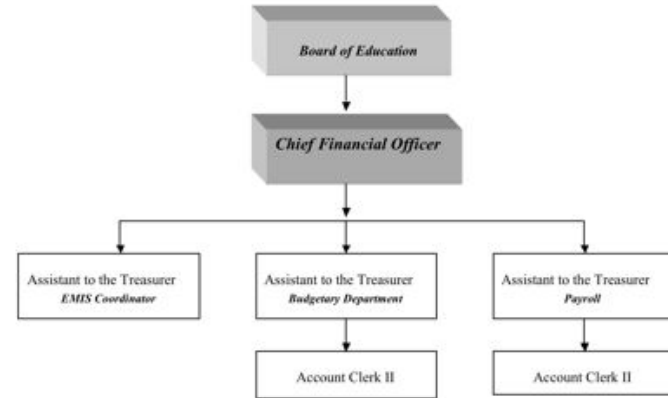 Board of Education
Chief Financial Officer
Assistant to the Treasurer
EMIS Coordinator
Assistant to the Treasurer
Budgetary Department
Assistant to the Treasurer
Payroll
Account Clerk II
Account Clerk II